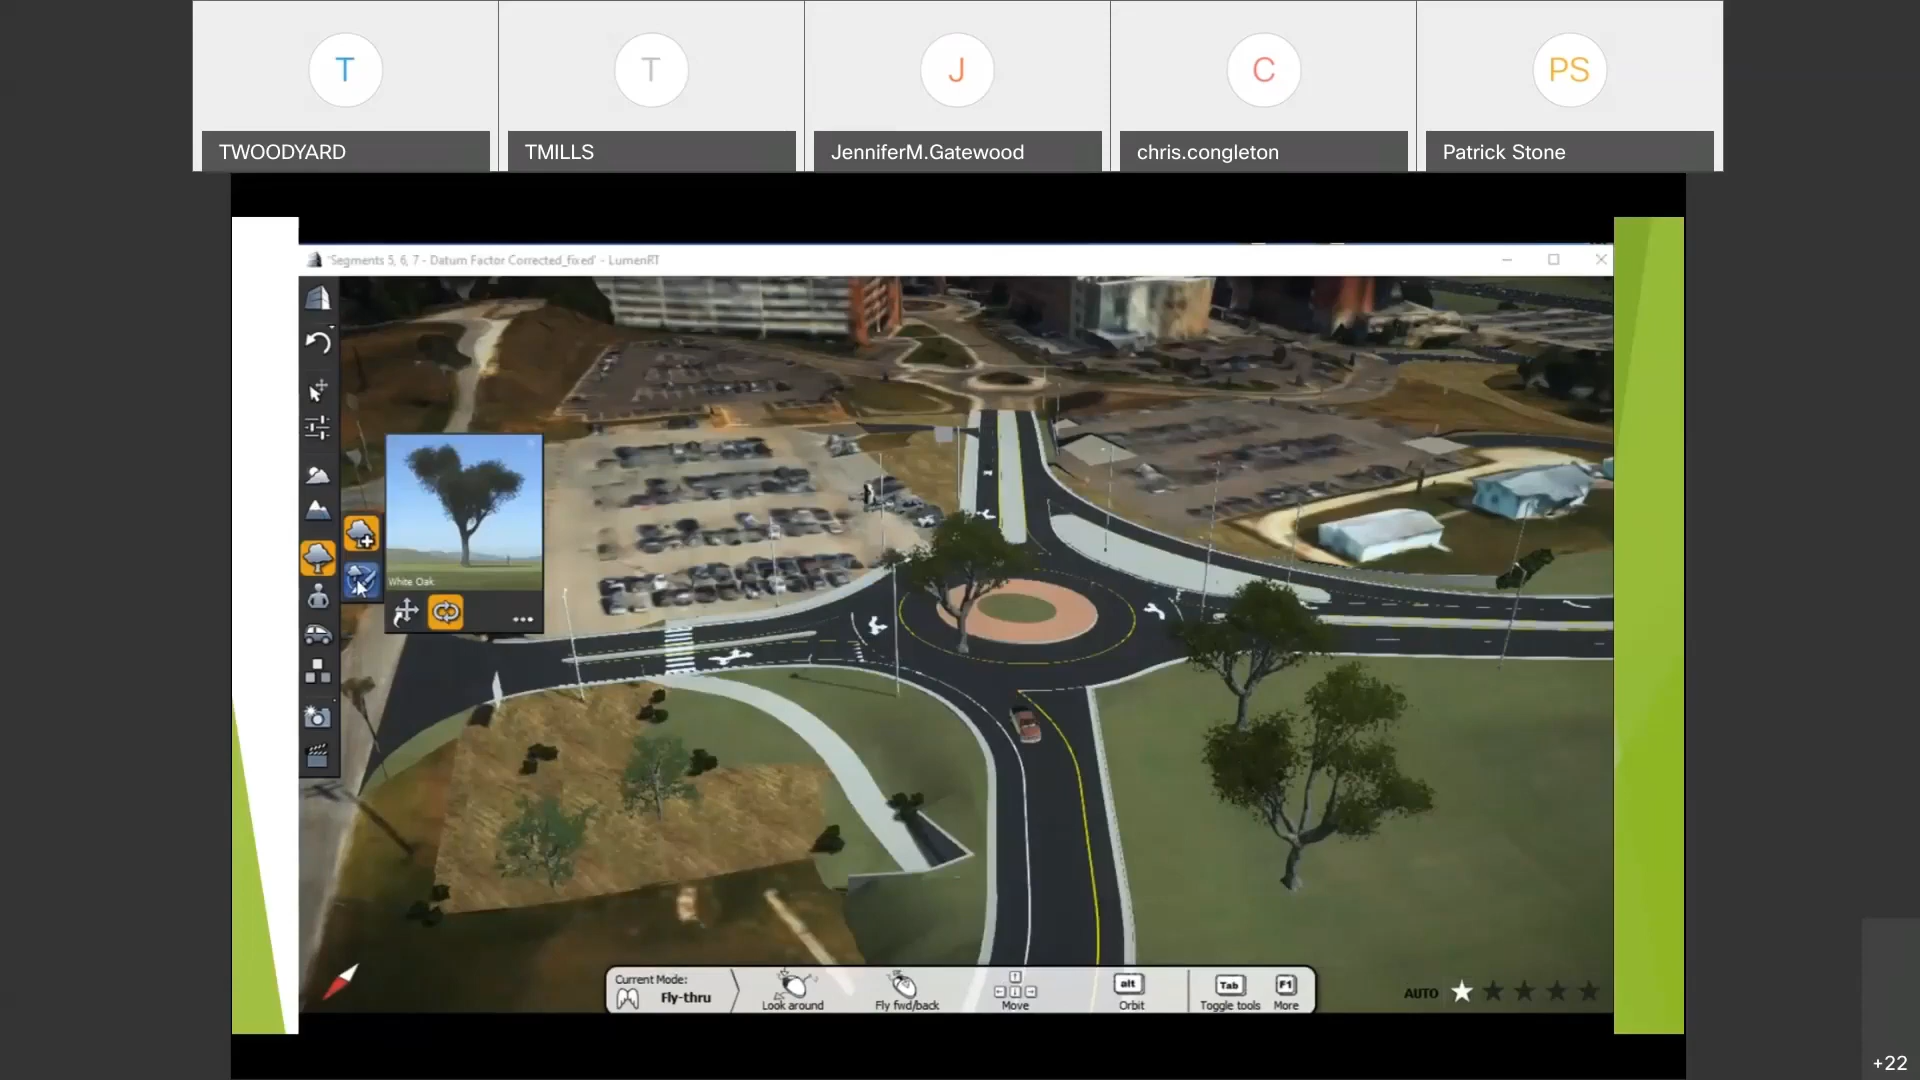 T
T
J
C
PS
TWOODYARD
TMILLS
JenniferM.Gatewood
chris.congleton
Patrick Stone
'Segments 5, 6, 7 - Datum Factor Corrected_fixed' - LumenRT
White Oak
Current Mode:
Fly-thru
Look around
Fly fwd/back
Move
alt
Orbit
Tab
Toggle tools
F1
More
AUTO
+22